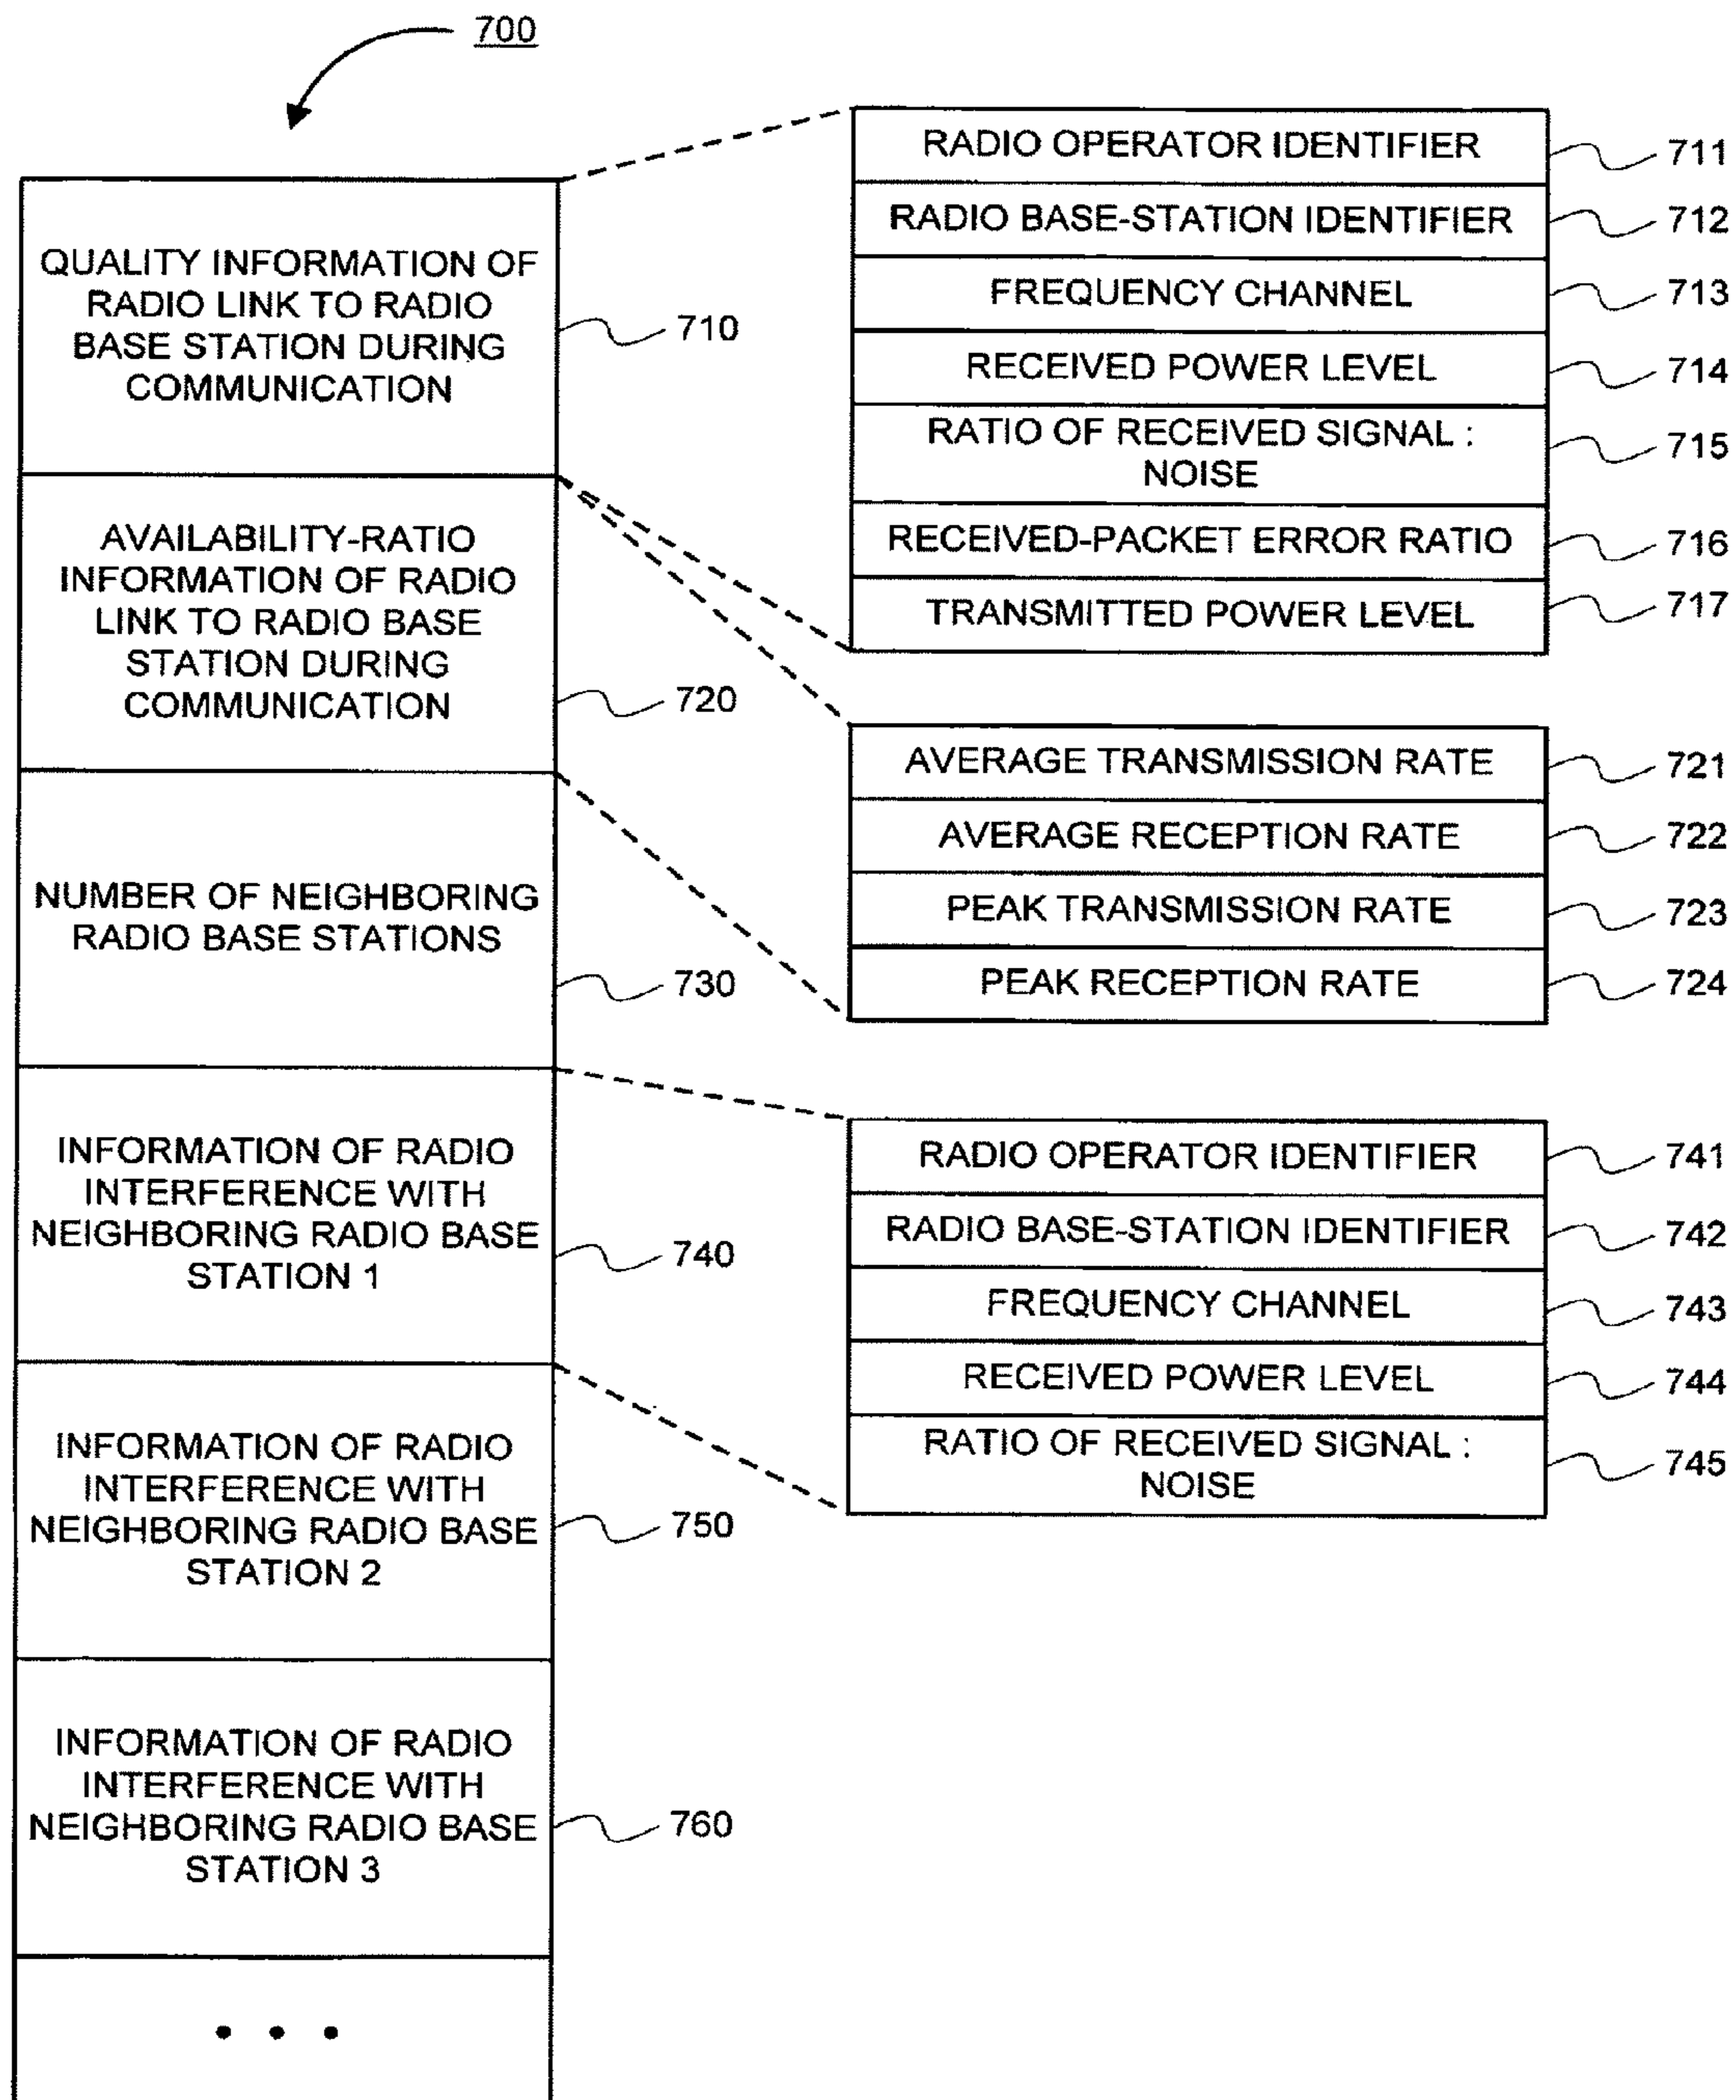 700
QUALITY INFORMATION OF
RADIO LINK TO RADIO
BASE STATION DURING
COMMUNICATION
710
AVAILABILITY-RATIO
INFORMATION OF RADIO
LINK TO RADIO BASE
STATION DURING
COMMUNICATION
720
NUMBER OF NEIGHBORING
RADIO BASE STATIONS
730
INFORMATION OF RADIO
INTERFERENCE WITH
NEIGHBORING RADIO BASE
STATION 1
740
INFORMATION OF RADIO
INTERFERENCE WITH
NEIGHBORING RADIO BASE
STATION 2
750
INFORMATION OF RADIO
INTERFERENCE WITH
NEIGHBORING RADIO BASE
STATION 3
760
• • •
RADIO OPERATOR IDENTIFIER
711
RADIO BASE-STATION IDENTIFIER
712
FREQUENCY CHANNEL
713
RECEIVED POWER LEVEL
714
RATIO OF RECEIVED SIGNAL :
NOISE
715
RECEIVED-PACKET ERROR RATIO
716
TRANSMITTED POWER LEVEL
717
AVERAGE TRANSMISSION RATE
721
AVERAGE RECEPTION RATE
722
PEAK TRANSMISSION RATE
723
PEAK RECEPTION RATE
724
RADIO OPERATOR IDENTIFIER
741
RADIO BASE-STATION IDENTIFIER
742
FREQUENCY CHANNEL
743
RECEIVED POWER LEVEL
744
RATIO OF RECEIVED SIGNAL :
NOISE
745